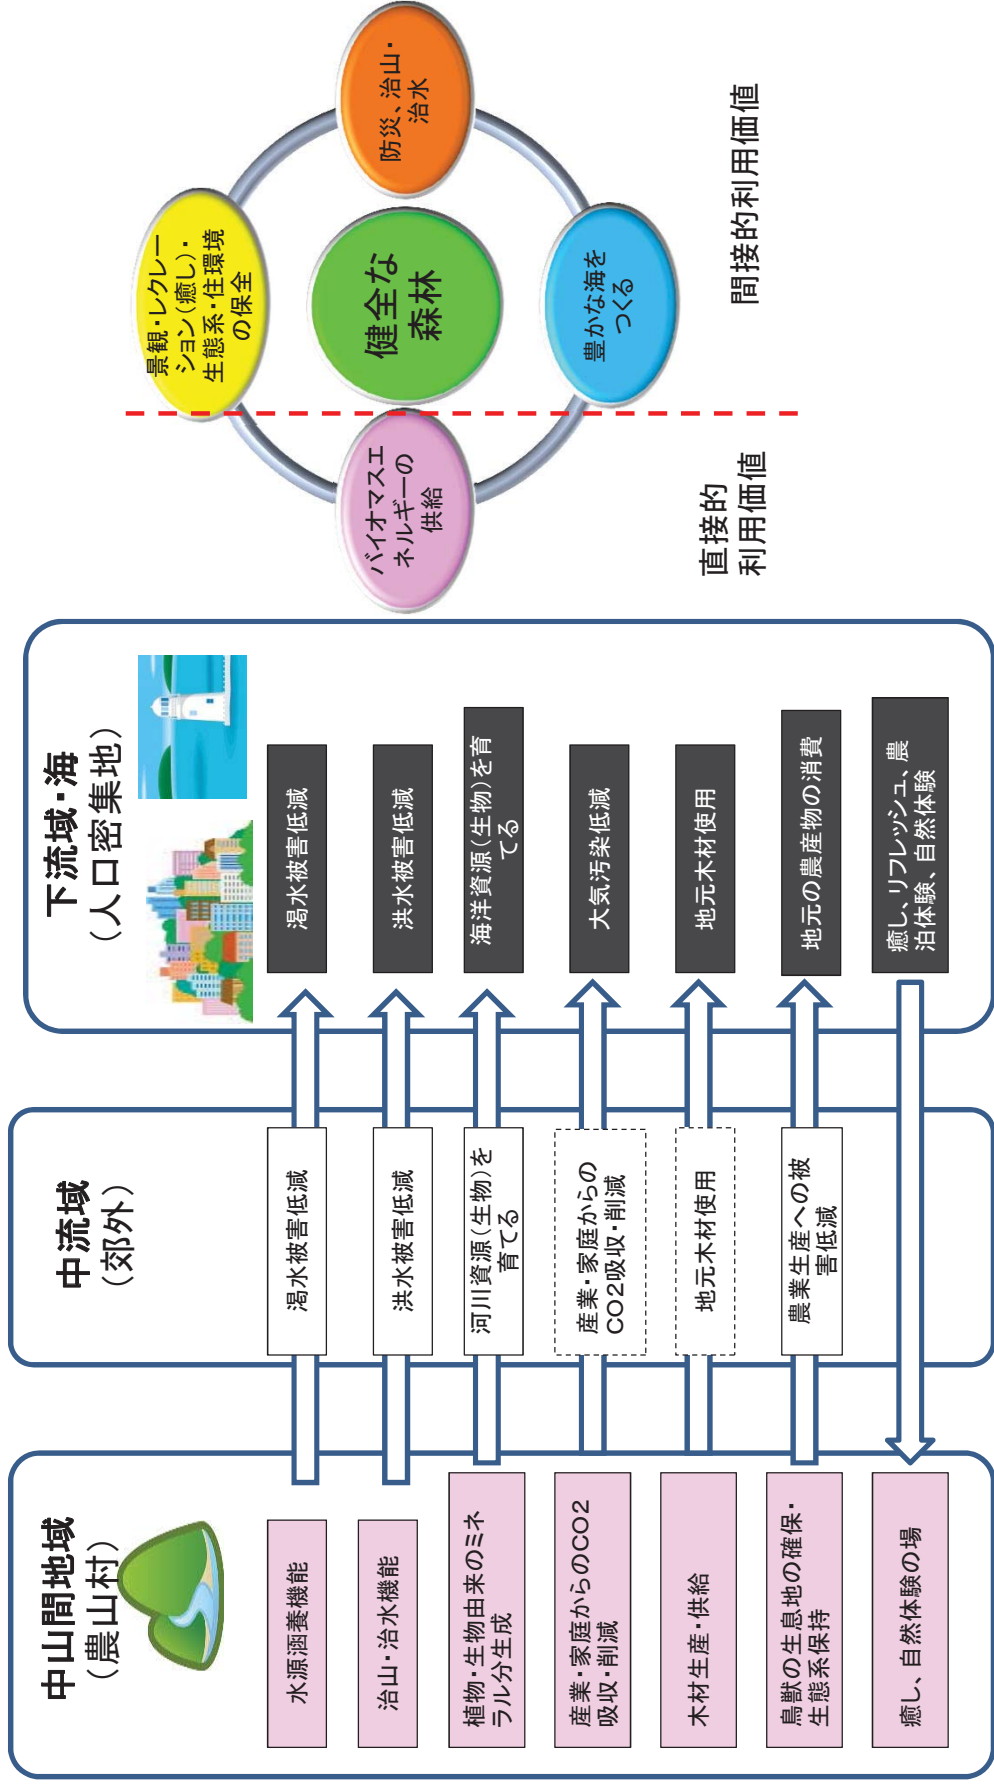 中山間地域
(農山村)
水源涵養機能
治山・治水機能
植物・生物由来のミネ
ラル分生成
産業・家庭からのCO2
吸収・削減
木材生産・供給
鳥獣の生息地の確保・
生態系保持
癒し、自然体験の場
中流域
(郊外)
渇水被害低減
洪水被害低減
河川資源(生物)を
育てる
産業・家庭からの
CO2吸収・削減
地元木材使用
農業生産への被
害低減
下流域・海
(人口密集地)
渇水被害低減
洪水被害低減
海洋資源(生物)を育
てる
大気汚染低減
地元木材使用
地元の農産物の消費
癒し、リフレッシュ、農
泊体験、自然体験
景観・レクレー
ション(癒し)・
生態系・住環境
の保全
バイオマスエ
ネルギーの
供給
健全な
森林
防災、治山・
治水
豊かな海を
つくる
直接的
利用価値
間接的利用価値